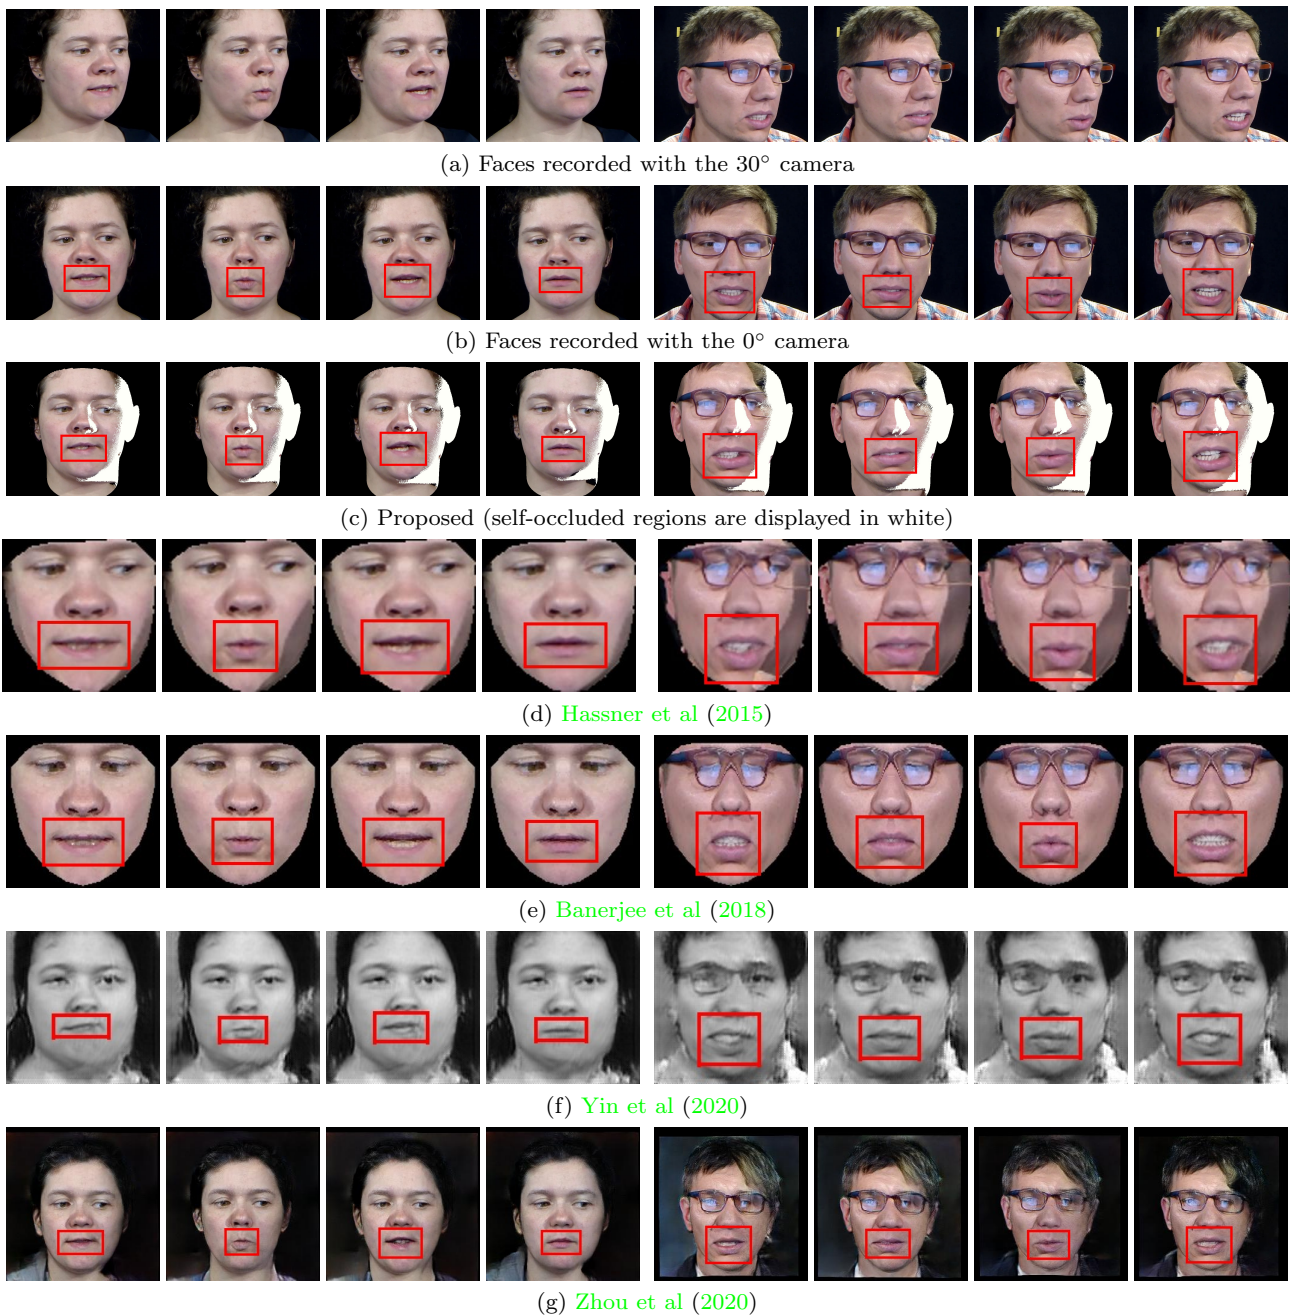 (a) Faces recorded with the 30° camera
(b) Faces recorded with the 0° camera
(c) Proposed (self-occluded regions are displayed in white)
(d) Hassner et al (2015)
(e) Banerjee et al (2018)
(f) Yin et al (2020)
(g) Zhou et al (2020)